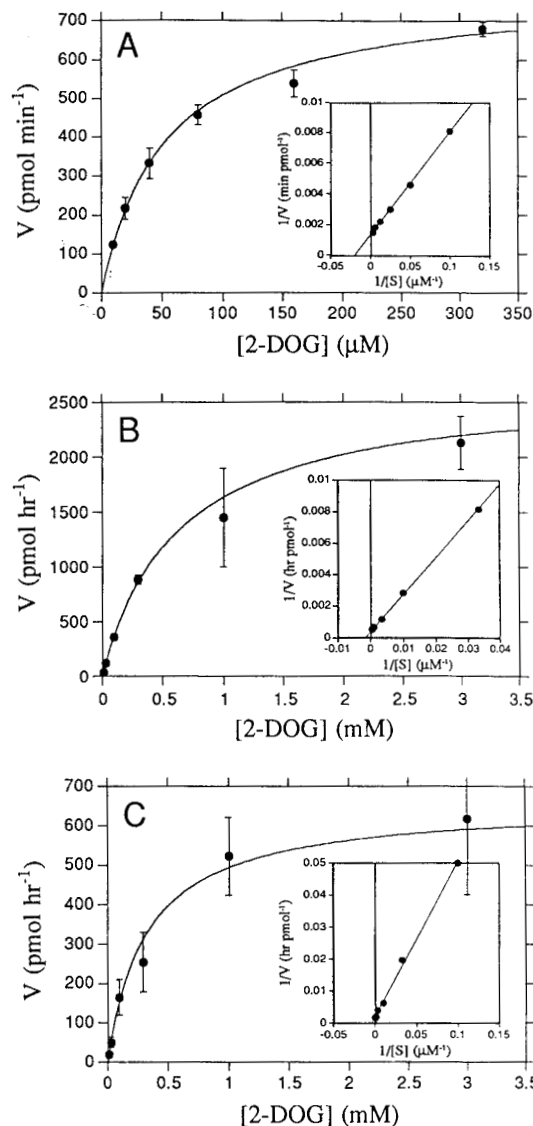 A
V (pmol min⁻¹)
700
600
500
400
300
200
100
0
0 50 100 150 200 250 300 350
[2-DOG] (µM)
1/V (min pmol⁻¹)
0.01
0.008
0.006
0.004
0.002
0
-0.05 0 0.05 0.10 0.15
1/[S] (µM⁻¹)
B
V (pmol hr⁻¹)
2500
2000
1500
1000
500
0
0 0.5 1 1.5 2 2.5 3 3.5
[2-DOG] (mM)
1/V (hr pmol⁻¹)
0.01
0.008
0.006
0.004
0.002
0
-0.01 0 0.01 0.02 0.03 0.04
1/[S] (µM⁻¹)
C
V (pmol hr⁻¹)
700
600
500
400
300
200
100
0
0 0.5 1 1.5 2 2.5 3 3.5
[2-DOG] (mM)
1/V (hr pmol⁻¹)
0.05
0.04
0.03
0.02
0.01
0
-0.05 0 0.05 0.10 0.15
1/[S] (µM⁻¹)